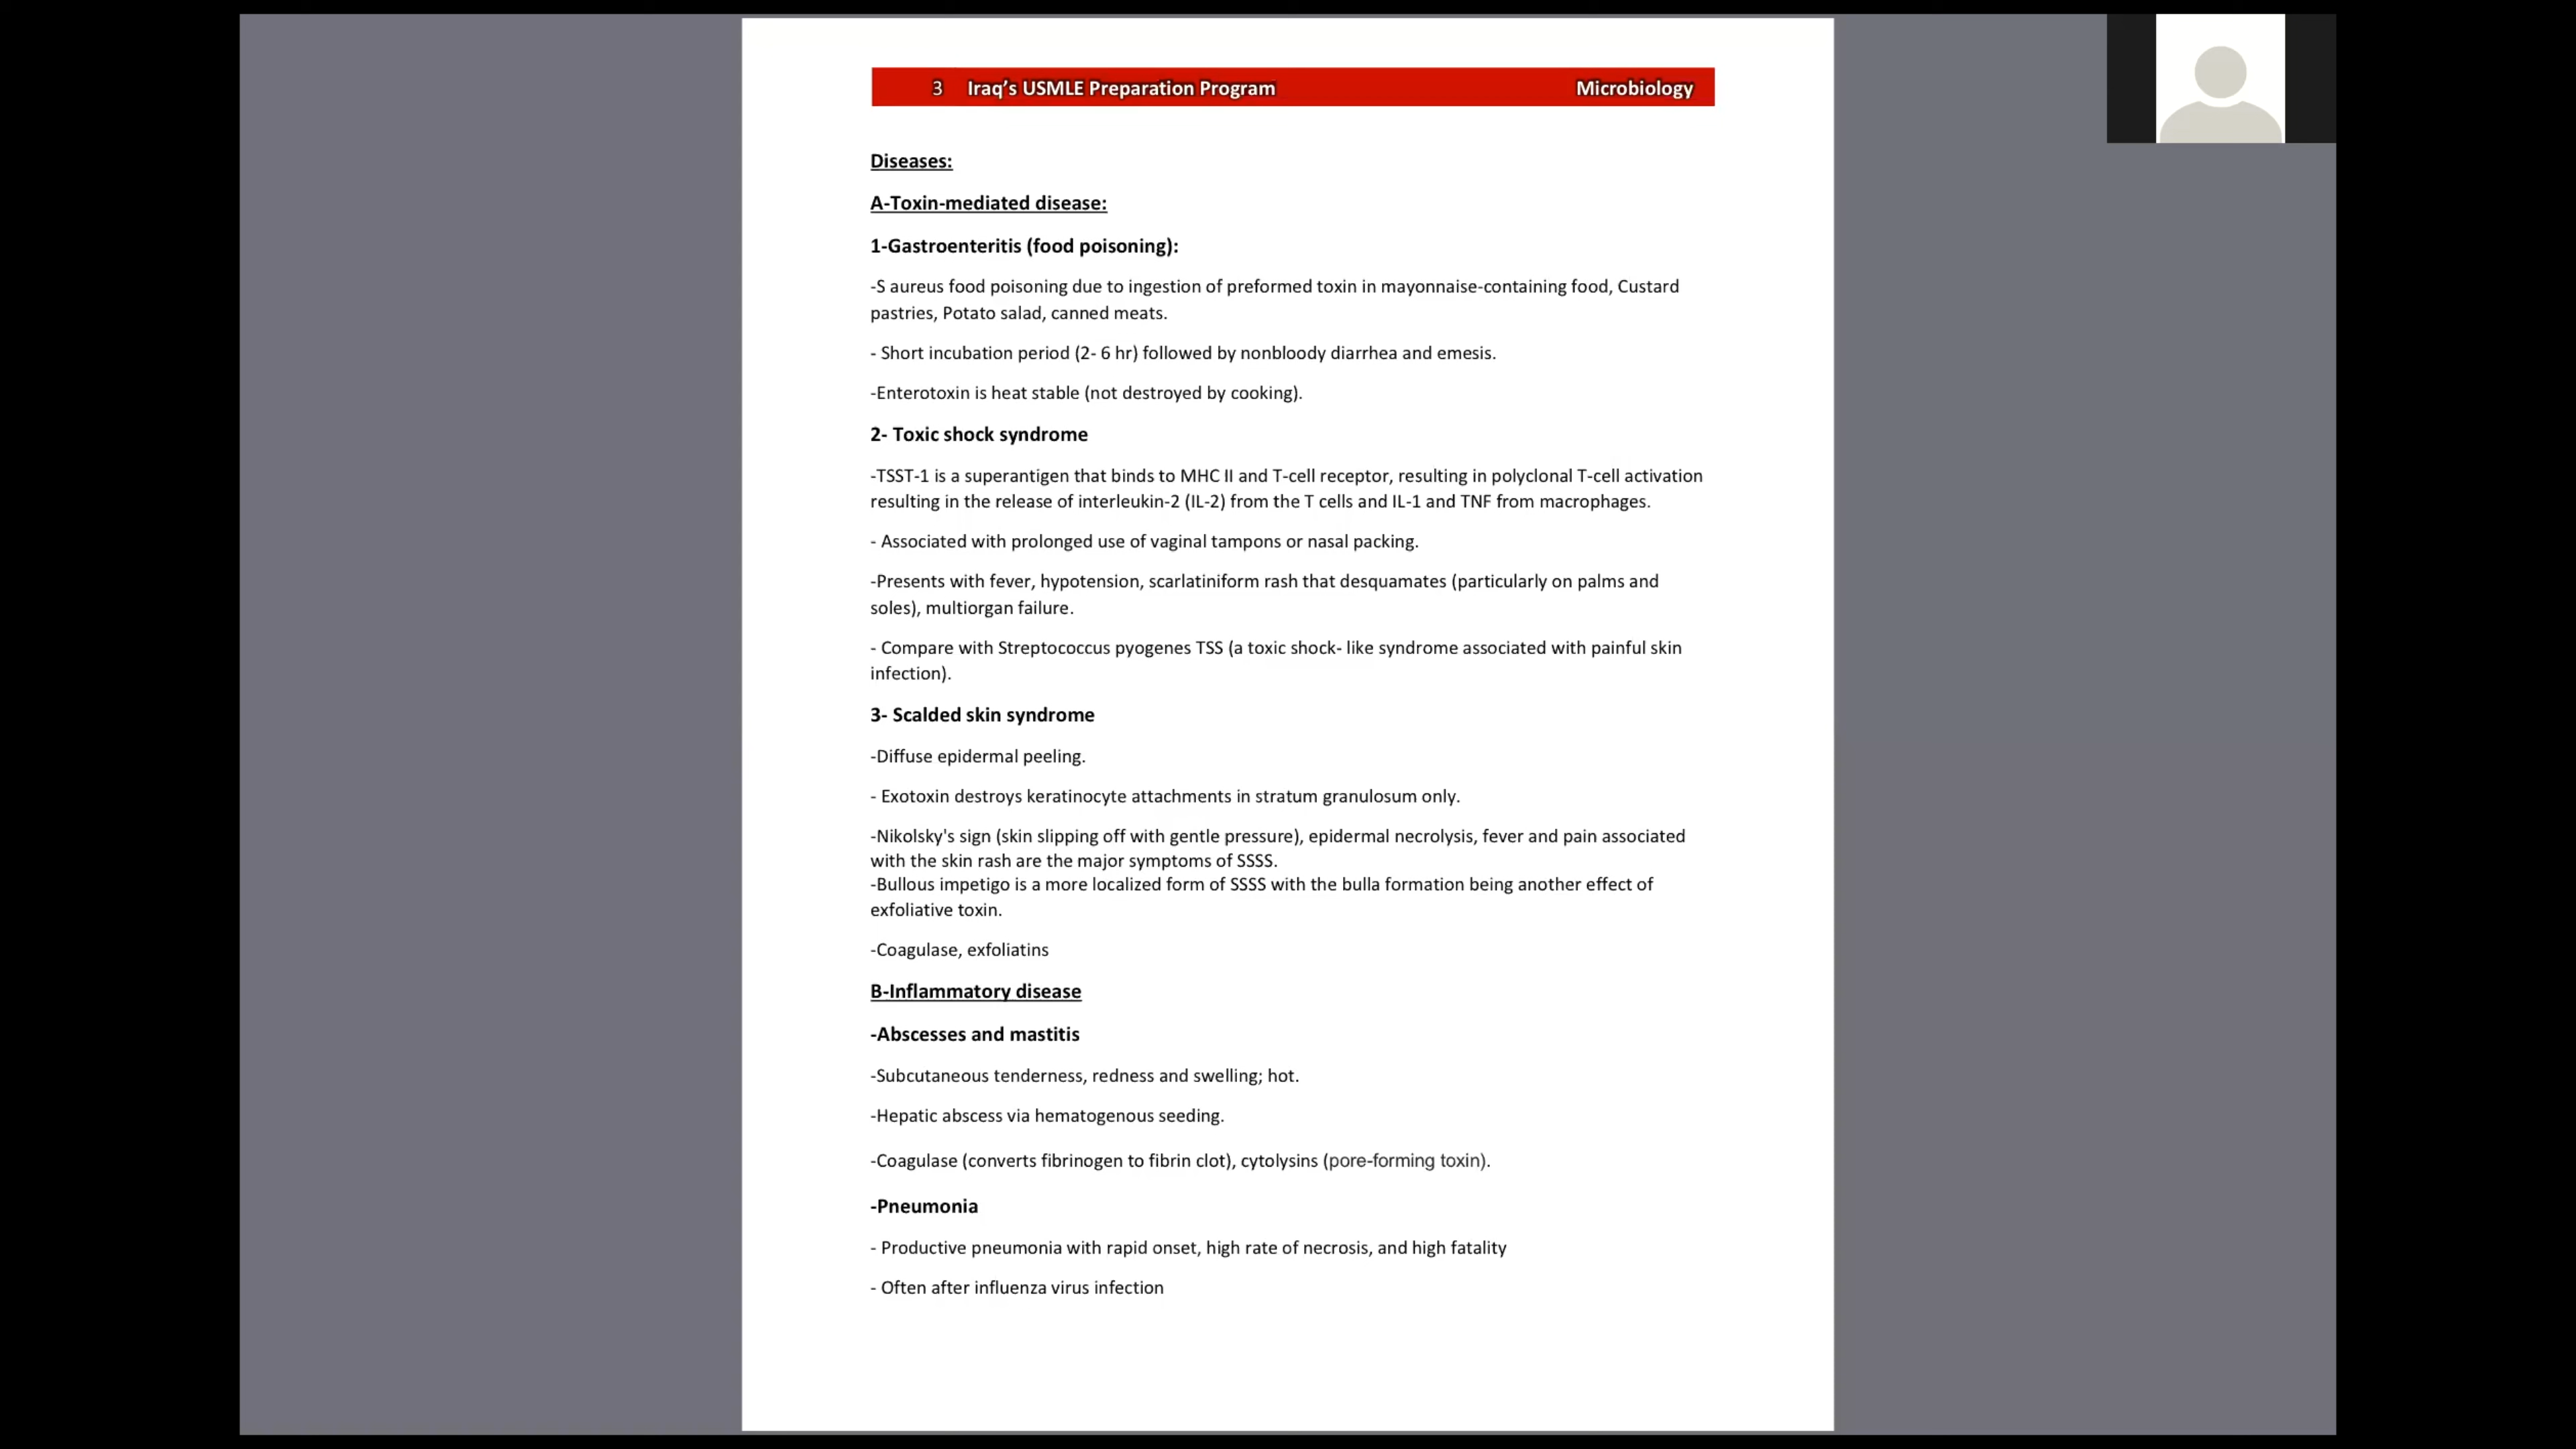 3 Iraq’s USMLE Preparation Program Microbiology
Diseases:
A-Toxin-mediated disease:
1-Gastroenteritis (food poisoning):
-S aureus food poisoning due to ingestion of preformed toxin in mayonnaise-containing food, Custard
pastries, Potato salad, canned meats.
- Short incubation period (2- 6 hr) followed by nonbloody diarrhea and emesis.
-Enterotoxin is heat stable (not destroyed by cooking).
2- Toxic shock syndrome
-TSST-1 is a superantigen that binds to MHC II and T-cell receptor, resulting in polyclonal T-cell activation
resulting in the release of interleukin-2 (IL-2) from the T cells and IL-1 and TNF from macrophages.
- Associated with prolonged use of vaginal tampons or nasal packing.
-Presents with fever, hypotension, scarlatiniform rash that desquamates (particularly on palms and
soles), multiorgan failure.
- Compare with Streptococcus pyogenes TSS (a toxic shock- like syndrome associated with painful skin
infection).
3- Scalded skin syndrome
-Diffuse epidermal peeling.
- Exotoxin destroys keratinocyte attachments in stratum granulosum only.
-Nikolsky's sign (skin slipping off with gentle pressure), epidermal necrolysis, fever and pain associated
with the skin rash are the major symptoms of SSSS.
-Bullous impetigo is a more localized form of SSSS with the bulla formation being another effect of
exfoliative toxin.
-Coagulase, exfoliatins
B-Inflammatory disease
-Abscesses and mastitis
-Subcutaneous tenderness, redness and swelling; hot.
-Hepatic abscess via hematogenous seeding.
-Coagulase (converts fibrinogen to fibrin clot), cytolysins (pore-forming toxin).
-Pneumonia
- Productive pneumonia with rapid onset, high rate of necrosis, and high fatality
- Often after influenza virus infection